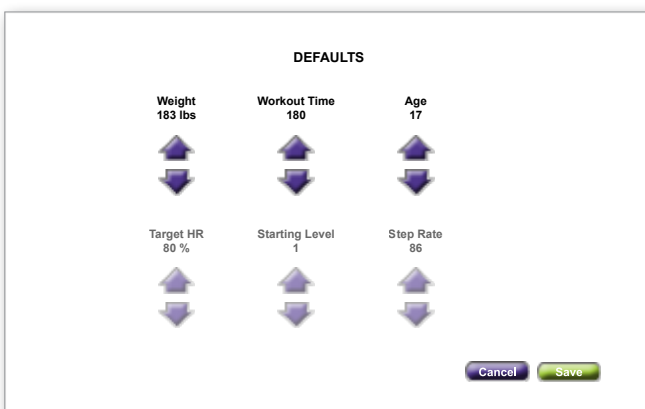 DEFAULTS
Weight Workout Time Age
183 lbs 180 17
Target HR Starting Level Step Rate
80 % 1 86
Cancel Save